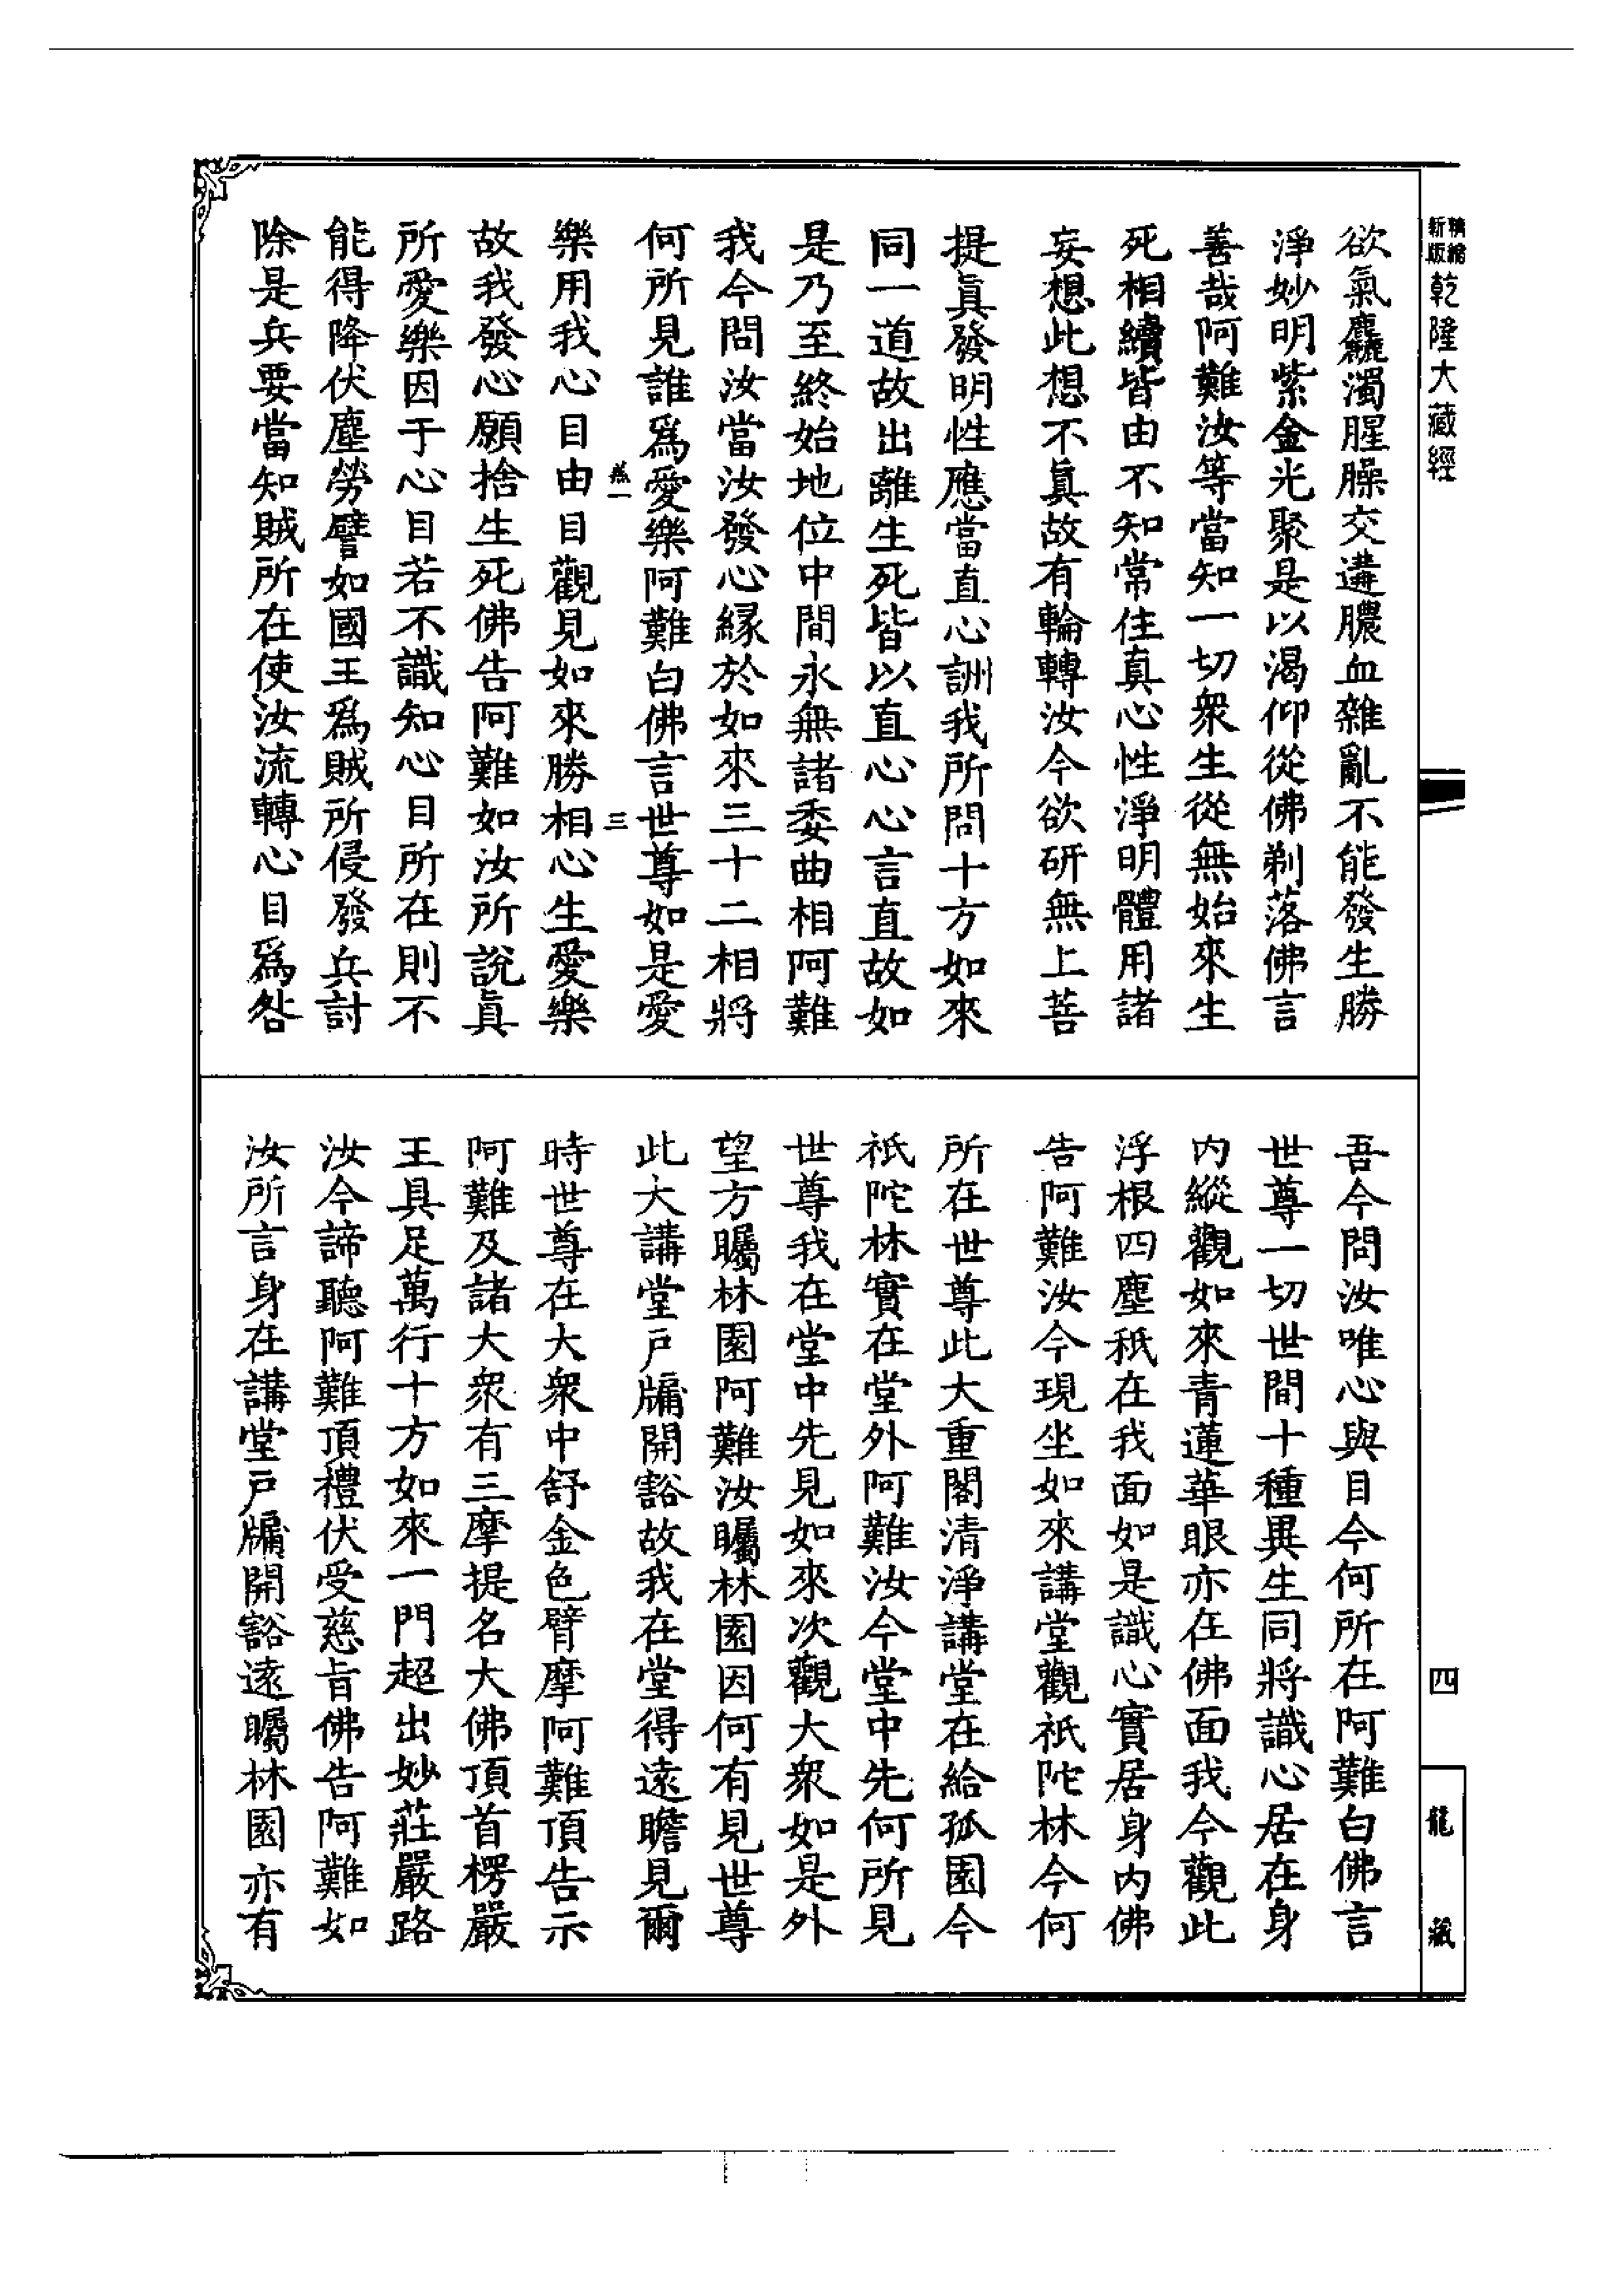 新版精縮乾隆大藏經
四
龍藏
欲氣麤濁腥臊交遘膿血雜亂不能發生勝
淨妙明紫金光聚是以渴仰從佛剃落佛言
善哉阿難汝等當知一切衆生從無始來生
死相續皆由不知常住真心性淨明體用諸
妄想此想不真故有輪轉汝今欲研無上菩
提真發明性應當直心詶我所問十方如來
同一道故出離生死皆以直心心言直故如
是乃至終始地位中間永無諸委曲相阿難
我今問汝當汝發心緣於如來三十二相將
何所見誰爲愛樂阿難白佛言世尊如是愛
三
樂用我心目由目觀見如來勝相心生愛樂
故我發心願捨生死佛告阿難如汝所說真
所愛樂因于心目若不識知心目所在則不
能得降伏塵勞譬如國王爲賊所侵發兵討
除是兵要當知賊所在使汝流轉心目爲咎
吾今問汝唯心與目今何所在阿難白佛言
世尊一切世間十種異生同將識心居在身
內縱觀如來青蓮華眼亦在佛面我今觀此
浮根四塵秖在我面如是識心實居身內佛
告阿難汝今現坐如來講堂觀祇陀林今何
所在世尊此大重閣清淨講堂在給孤園今
祇陀林實在堂外阿難汝今堂中先何所見
世尊我在堂中先見如來次觀大衆如是外
望方矚林園阿難汝矚林園因何有見世尊
此大講堂戶牖開豁故我在堂得遠瞻見爾
時世尊在大衆中舒金色臂摩阿難頂告示
阿難及諸大衆有三摩提名大佛頂首楞嚴
王具足萬行十方如來一門超出妙莊嚴路
汝今諦聽阿難頂禮伏受慈旨佛告阿難如
汝所言身在講堂戶牖開豁遠矚林園亦有